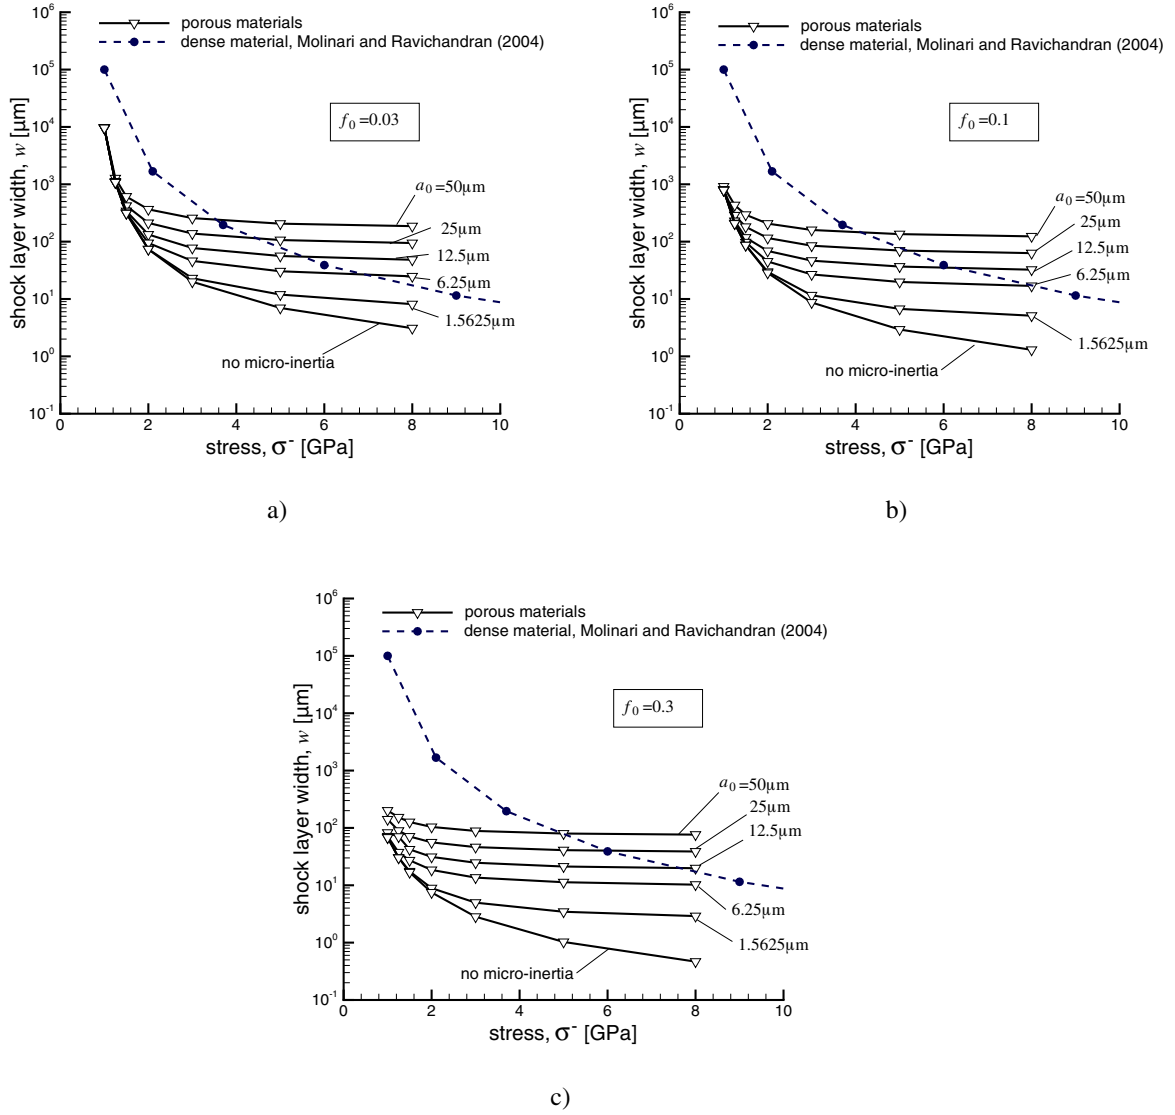 10⁶
10⁵
10⁴
10³
10²
10¹
10⁰
10⁻¹
shock layer width, w [μm]
porous materials
dense material, Molinari and Ravichandran (2004)
f₀=0.03
a₀=50μm
25μm
12.5μm
6.25μm
1.5625μm
no micro-inertia
0 2 4 6 8 10
stress, σ⁻ [GPa]
a)
10⁶
10⁵
10⁴
10³
10²
10¹
10⁰
10⁻¹
shock layer width, w [μm]
porous materials
dense material, Molinari and Ravichandran (2004)
f₀=0.1
a₀=50μm
25μm
12.5μm
6.25μm
1.5625μm
no micro-inertia
0 2 4 6 8 10
stress, σ⁻ [GPa]
b)
10⁶
10⁵
10⁴
10³
10²
10¹
10⁰
10⁻¹
shock layer width, w [μm]
porous materials
dense material, Molinari and Ravichandran (2004)
f₀=0.3
a₀=50μm
25μm
12.5μm
6.25μm
1.5625μm
no micro-inertia
0 2 4 6 8 10
stress, σ⁻ [GPa]
c)